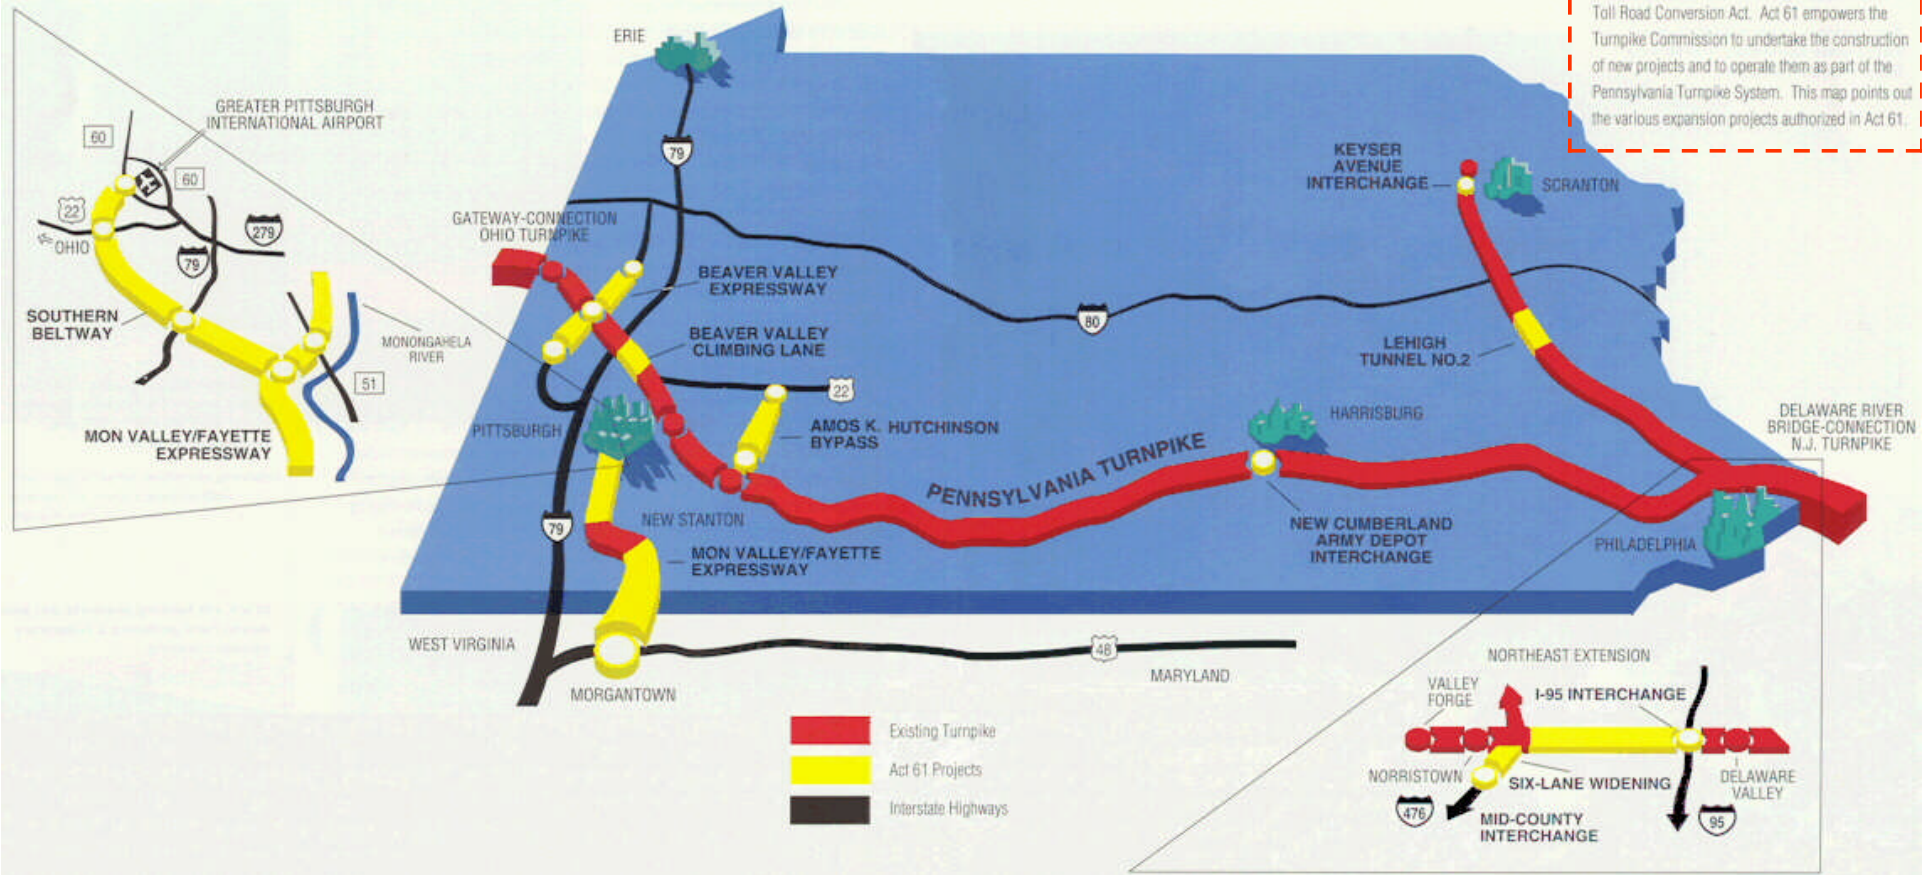 Toll Road Conversion Act. Act 61 empowers the
Turnpike Commission to undertake the construction
of new projects and to operate them as part of the
Pennsylvania Turnpike System. This map points out
the various expansion projects authorized in Act 61.
ERIE
GREATER PITTSBURGH
INTERNATIONAL AIRPORT
60
60
22
OHIO
279
79
SOUTHERN
BELTWAY
MONONGAHELA
RIVER
51
MON VALLEY/FAYETTE
EXPRESSWAY
79
GATEWAY-CONNECTION
OHIO TURNPIKE
BEAVER VALLEY
EXPRESSWAY
BEAVER VALLEY
CLIMBING LANE
22
AMOS K. HUTCHINSON
BYPASS
PITTSBURGH
NEW STANTON
79
MON VALLEY/FAYETTE
EXPRESSWAY
WEST VIRGINIA
MORGANTOWN
48
MARYLAND
80
PENNSYLVANIA TURNPIKE
KEYSER
AVENUE
INTERCHANGE
SCRANTON
LEHIGH
TUNNEL NO.2
HARRISBURG
NEW CUMBERLAND
ARMY DEPOT
INTERCHANGE
DELAWARE RIVER
BRIDGE-CONNECTION
N.J. TURNPIKE
PHILADELPHIA
Existing Turnpike
Act 61 Projects
Interstate Highways
NORTHEAST EXTENSION
VALLEY
FORGE
I-95 INTERCHANGE
NORRISTOWN
SIX-LANE WIDENING
DELAWARE
VALLEY
476
MID-COUNTY
INTERCHANGE
95